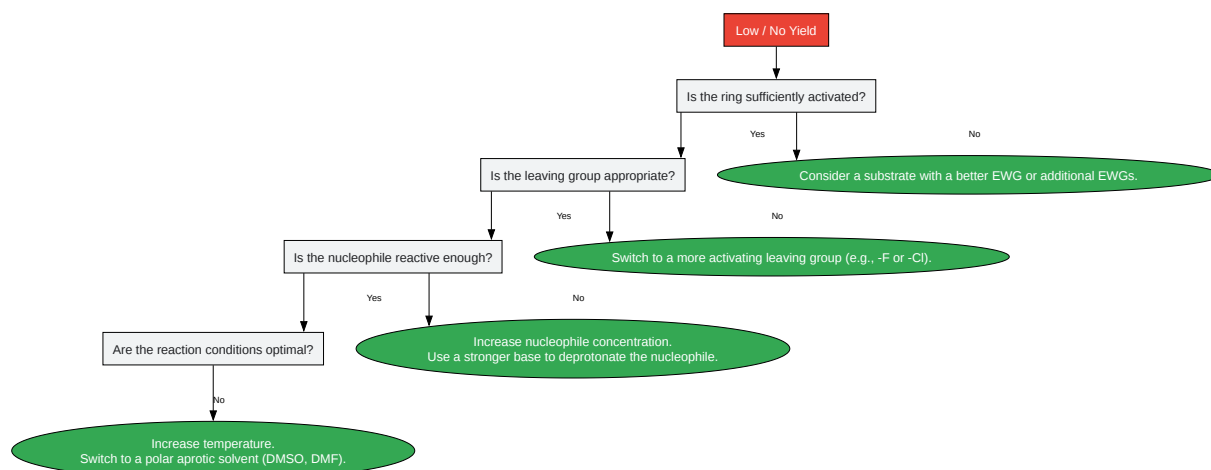 Low / No Yield
Is the ring sufficiently activated?
Yes
No
Is the leaving group appropriate?
Consider a substrate with a better EWG or additional EWGs.
Yes
No
Is the nucleophile reactive enough?
Switch to a more activating leaving group (e.g., -F or -Cl).
Yes
No
Are the reaction conditions optimal?
Increase nucleophile concentration.
Use a stronger base to deprotonate the nucleophile.
No
Increase temperature.
Switch to a polar aprotic solvent (DMSO, DMF).